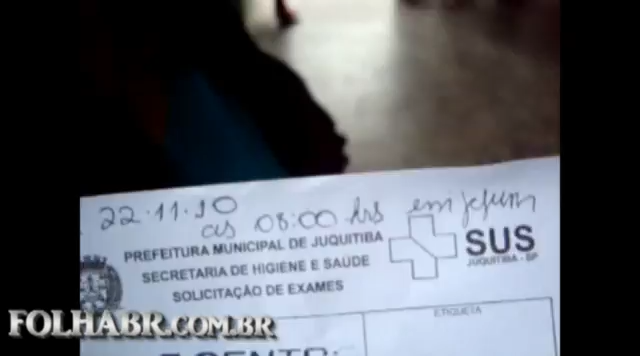 22.11.10
às 08:00 hrs em jejum
PREFEITURA MUNICIPAL DE JUQUITIBA
SECRETARIA DE HIGIENE E SAÚDE
SOLICITAÇÃO DE EXAMES
SUS
JUQUITIBA - SP
ETIQUETA
FOLHABR.COM.BR